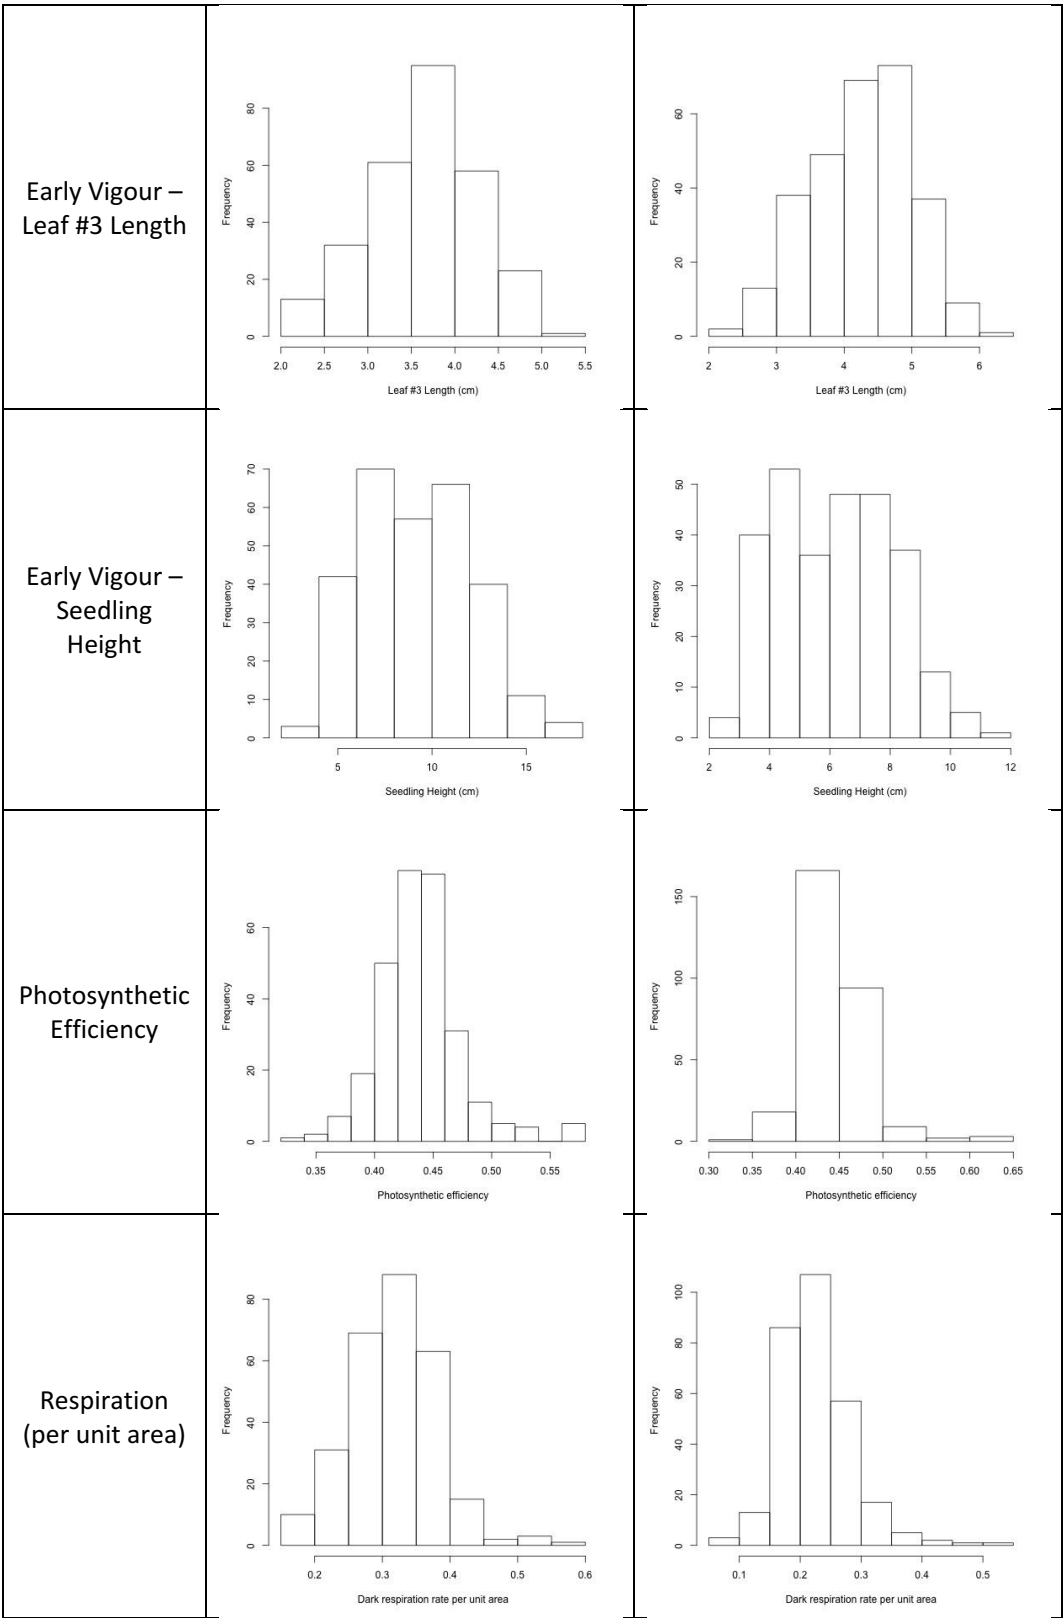 Early Vigour –
Leaf #3 Length
Frequency
0 20 40 60 80
2.0 2.5 3.0 3.5 4.0 4.5 5.0 5.5
Leaf #3 Length (cm)
Frequency
0 20 40 60
2 3 4 5 6
Leaf #3 Length (cm)
Early Vigour –
Seedling
Height
Frequency
0 10 20 30 40 50 60 70
5 10 15
Seedling Height (cm)
Frequency
0 10 20 30 40 50
2 4 6 8 10 12
Seedling Height (cm)
Photosynthetic
Efficiency
Frequency
0 20 40 60
0.35 0.40 0.45 0.50 0.55
Photosynthetic efficiency
Frequency
0 50 100 150
0.30 0.35 0.40 0.45 0.50 0.55 0.60 0.65
Photosynthetic efficiency
Respiration
(per unit area)
Frequency
0 20 40 60 80
0.2 0.3 0.4 0.5 0.6
Dark respiration rate per unit area
Frequency
0 20 40 60 80 100
0.1 0.2 0.3 0.4 0.5
Dark respiration rate per unit area